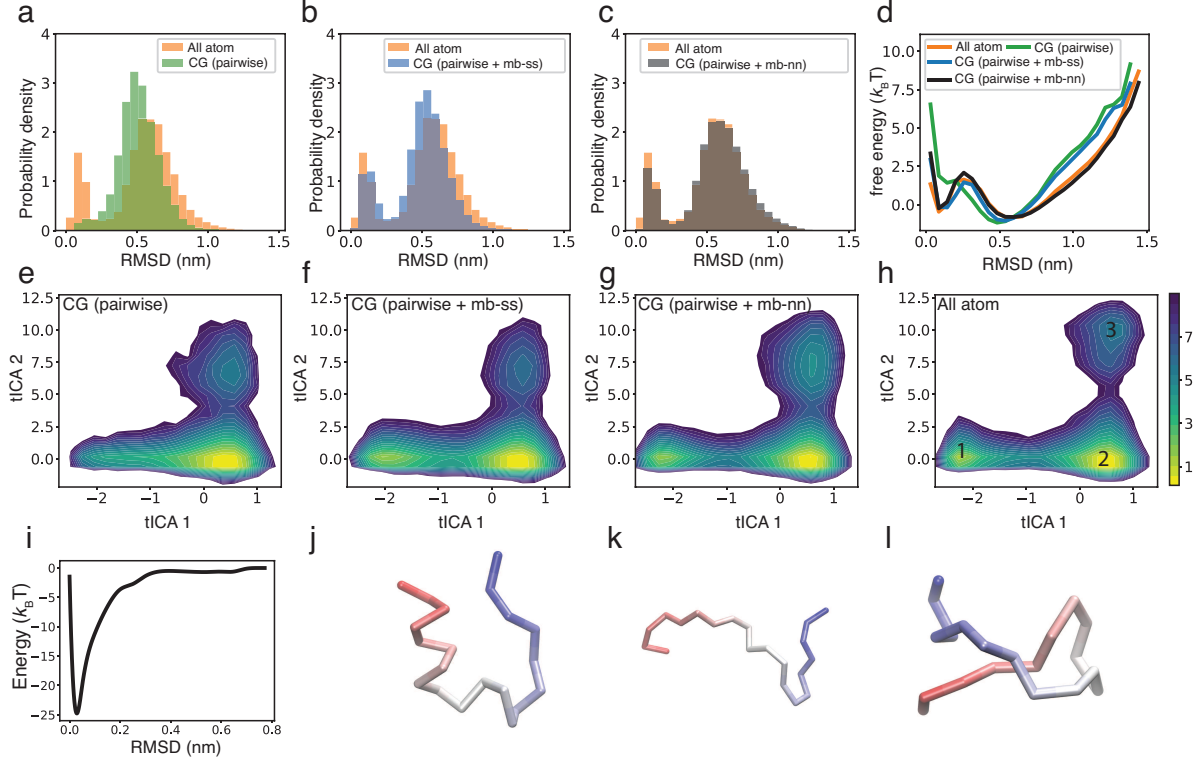 a
4
3
2
1
0
Probability density
All atom
CG (pairwise)
0.0 0.5 1.0 1.5
RMSD (nm)
b
4
3
2
1
0
Probability density
All atom
CG (pairwise + mb-ss)
0.0 0.5 1.0 1.5
RMSD (nm)
c
4
3
2
1
0
Probability density
All atom
CG (pairwise + mb-nn)
0.0 0.5 1.0 1.5
RMSD (nm)
d
10.0
7.5
5.0
2.5
0.0
free energy (k_BT)
All atom CG (pairwise)
CG (pairwise + mb-ss)
CG (pairwise + mb-nn)
0.0 0.5 1.0 1.5
RMSD (nm)
e
12.5
10.0
7.5
5.0
2.5
0.0
tICA 2
CG (pairwise)
−2 −1 0 1
tICA 1
f
12.5
10.0
7.5
5.0
2.5
0.0
tICA 2
CG (pairwise + mb-ss)
−2 −1 0 1
tICA 1
g
12.5
10.0
7.5
5.0
2.5
0.0
tICA 2
CG (pairwise + mb-nn)
−2 −1 0 1
tICA 1
h
12.5
10.0
7.5
5.0
2.5
0.0
tICA 2
All atom
3
1
2
−2 −1 0 1
tICA 1
7
5
3
1
i
0
−5
−10
−15
−20
−25
Energy (k_BT)
0.0 0.2 0.4 0.6 0.8
RMSD (nm)
j
k
l